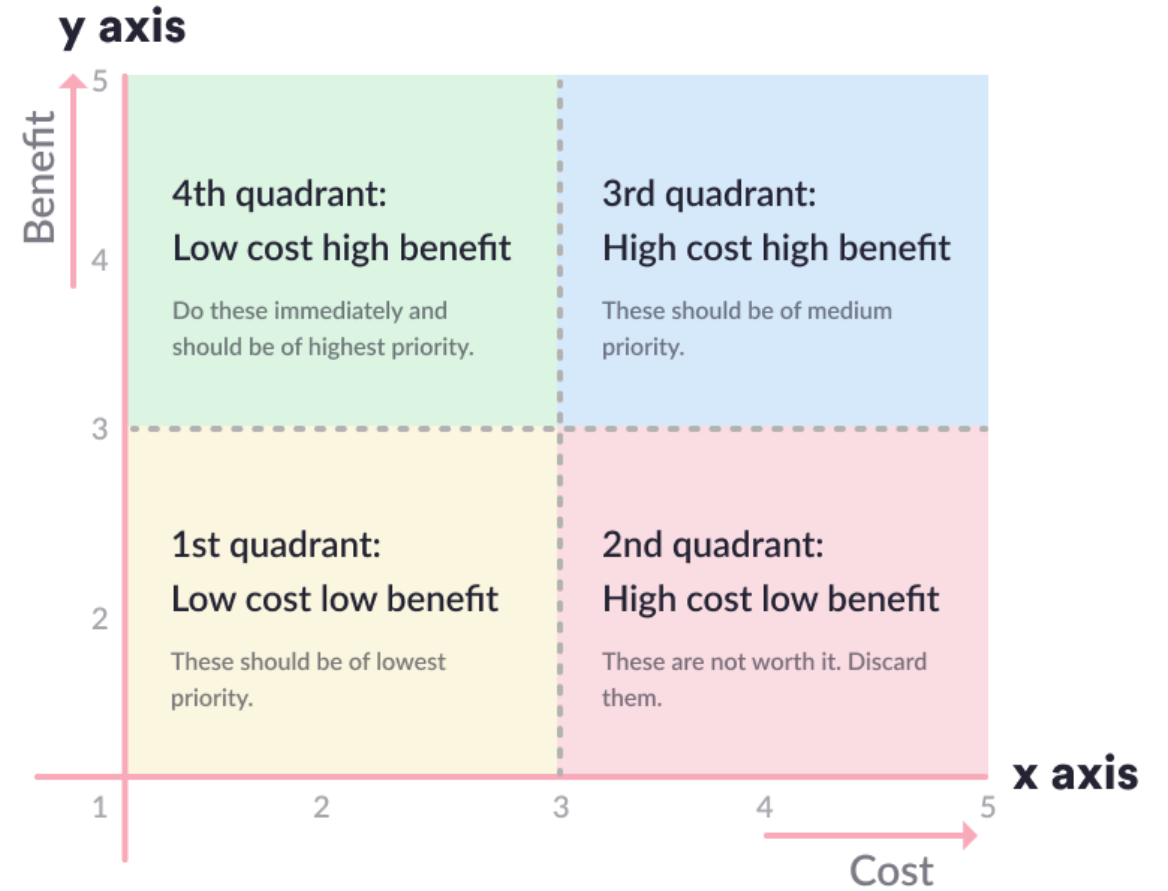 y axis
5
Benefit
4th quadrant:
Low cost high benefit
Do these immediately and
should be of highest priority.
3rd quadrant:
High cost high benefit
These should be of medium
priority.
4
3
1st quadrant:
Low cost low benefit
These should be of lowest
priority.
2nd quadrant:
High cost low benefit
These are not worth it. Discard
them.
2
x axis
1 2 3 4 5
Cost